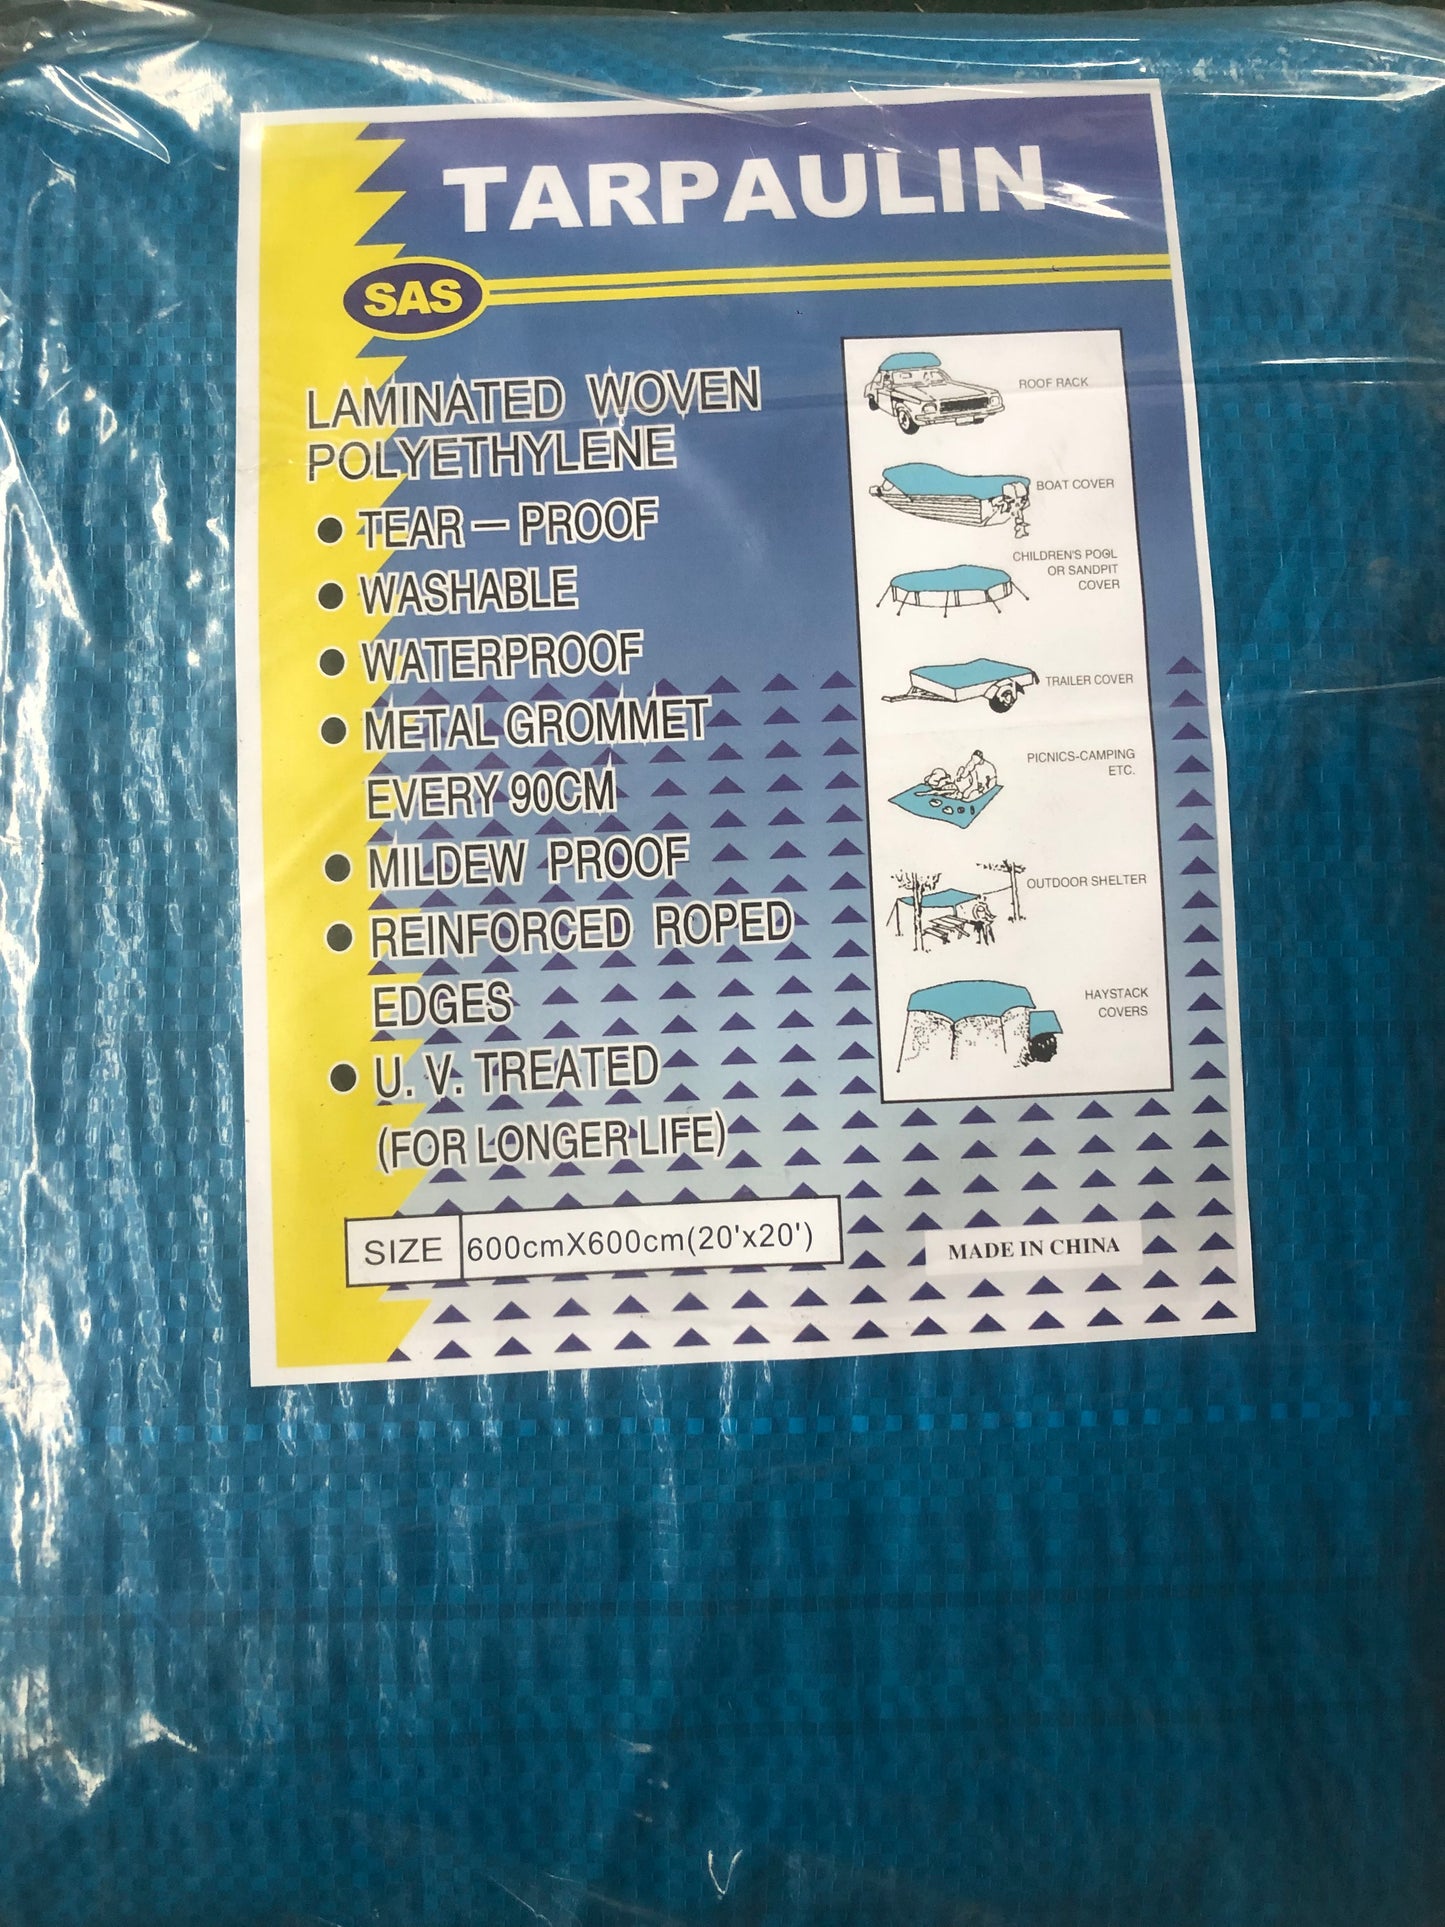 TARPAULIN
SAS
LAMINATED WOVEN
POLYETHYLENE
● TEAR — PROOF
● WASHABLE
● WATERPROOF
● METAL GROMMET
EVERY 90CM
● MILDEW PROOF
● REINFORCED ROPED
EDGES
● U. V. TREATED
(FOR LONGER LIFE)
SIZE 600cmX600cm(20'x20')
ROOF RACK
BOAT COVER
CHILDREN'S POOL
OR SANDPIT
COVER
TRAILER COVER
PICNICS-CAMPING
ETC.
OUTDOOR SHELTER
HAYSTACK
COVERS
MADE IN CHINA